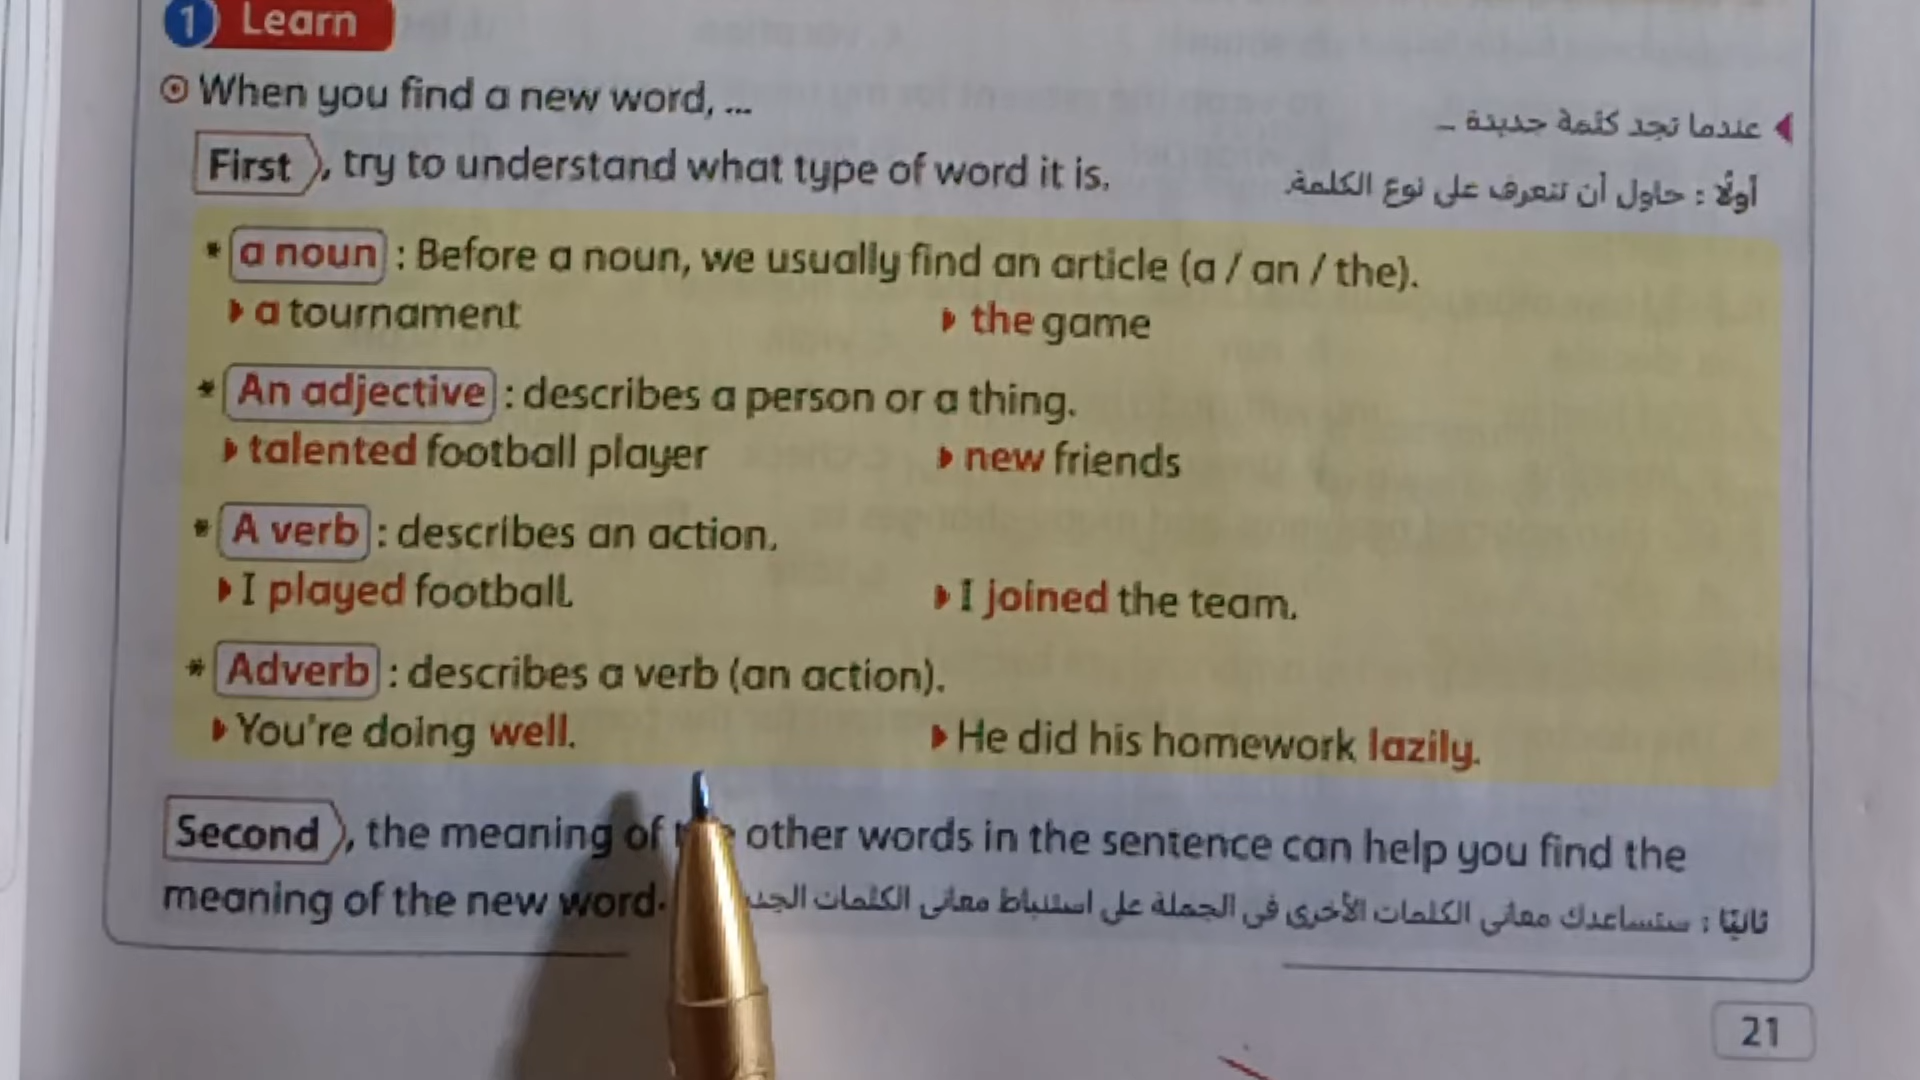 1 Learn
When you find a new word, ...
عندما تجد كلمة جديدة ...
First, try to understand what type of word it is.
أولًا : حاول أن تتعرف على نوع الكلمة.
* a noun : Before a noun, we usually find an article (a / an / the).
a tournament
the game
* An adjective : describes a person or a thing.
talented football player
new friends
* A verb : describes an action.
I played football.
I joined the team.
* Adverb : describes a verb (an action).
You're doing well.
He did his homework lazily.
Second, the meaning of other words in the sentence can help you find the
meaning of the new word.
ثانيًا : ستساعدك معانى الكلمات الأخرى فى الجملة على استنباط معانى الكلمات
21